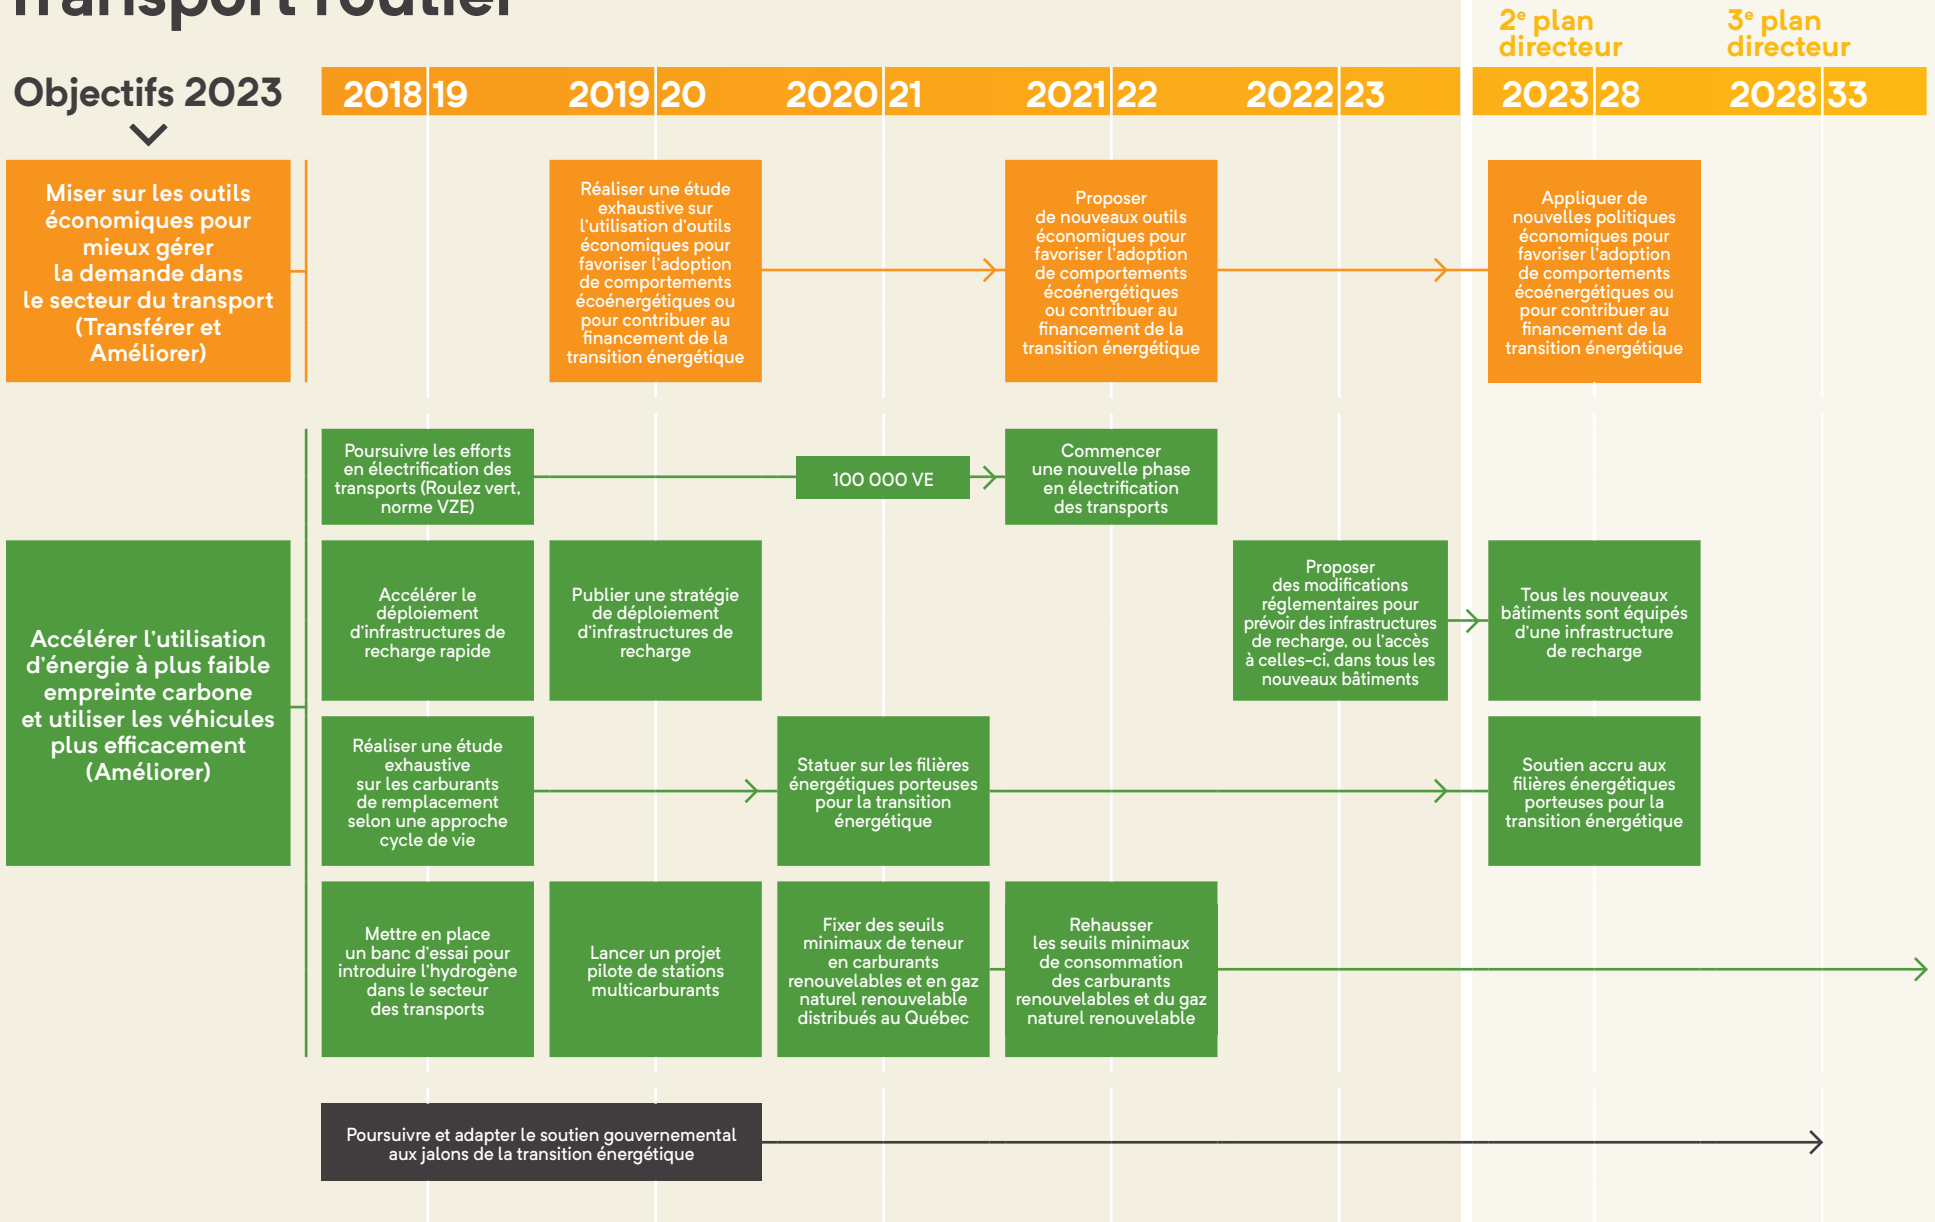 Transport routier
2e plan
directeur
3e plan
directeur
Objectifs 2023
2018 19
2019 20
2020 21
2021 22
2022 23
2023 28
2028 33
Miser sur les outils
économiques pour
mieux gérer
la demande dans
le secteur du transport
(Transférer et
Améliorer)
Réaliser une étude
exhaustive sur
l'utilisation d'outils
économiques pour
favoriser l'adoption
de comportements
écoénergétiques ou
pour contribuer au
financement de la
transition énergétique
Proposer
de nouveaux outils
économiques pour
favoriser l'adoption
de comportements
écoénergétiques
ou contribuer au
financement de la
transition énergétique
Appliquer de
nouvelles politiques
économiques pour
favoriser l'adoption
de comportements
écoénergétiques ou
pour contribuer au
financement de la
transition énergétique
Accélérer l'utilisation
d'énergie à plus faible
empreinte carbone
et utiliser les véhicules
plus efficacement
(Améliorer)
Poursuivre les efforts
en électrification des
transports (Roulez vert,
norme VZE)
100 000 VE
Commencer
une nouvelle phase
en électrification
des transports
Accélérer le
déploiement
d'infrastructures de
recharge rapide
Publier une stratégie
de déploiement
d'infrastructures de
recharge
Proposer
des modifications
réglementaires pour
prévoir des infrastructures
de recharge, ou l'accès
à celles-ci, dans tous les
nouveaux bâtiments
Tous les nouveaux
bâtiments sont équipés
d'une infrastructure
de recharge
Réaliser une étude
exhaustive
sur les carburants
de remplacement
selon une approche
cycle de vie
Statuer sur les filières
énergétiques porteuses
pour la transition
énergétique
Soutien accru aux
filières énergétiques
porteuses pour la
transition énergétique
Mettre en place
un banc d'essai pour
introduire l'hydrogène
dans le secteur
des transports
Lancer un projet
pilote de stations
multicarburants
Fixer des seuils
minimaux de teneur
en carburants
renouvelables et en gaz
naturel renouvelable
distribués au Québec
Rehausser
les seuils minimaux
de consommation
des carburants
renouvelables et du gaz
naturel renouvelable
Poursuivre et adapter le soutien gouvernemental
aux jalons de la transition énergétique